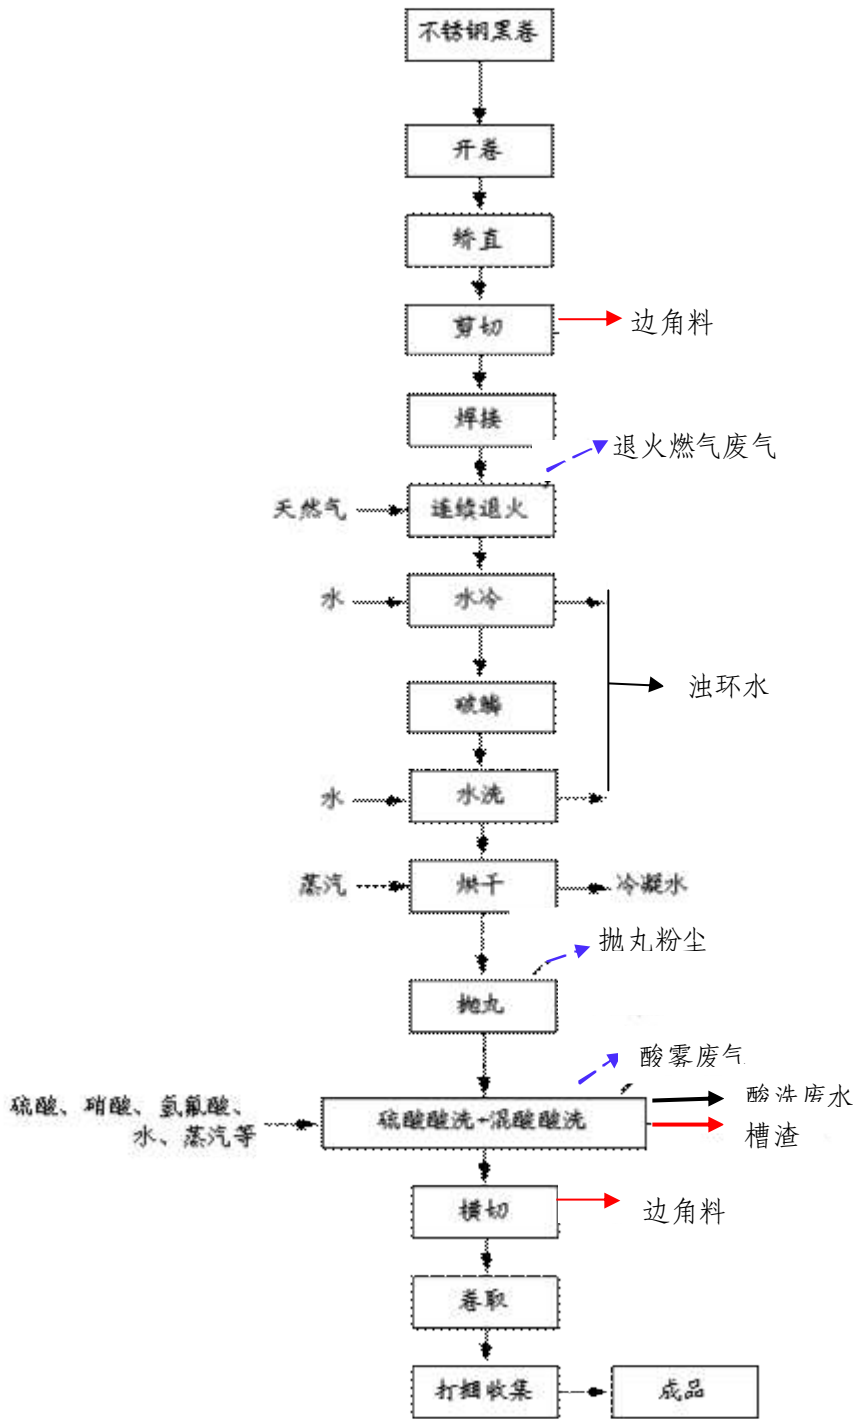 不锈钢黑卷
开卷
矫直
剪切
边角料
焊接
退火燃气废气
天然气
连续退火
水
水冷
浊环水
破鳞
水
水洗
蒸汽
烘干
冷凝水
抛丸粉尘
抛丸
酸雾废气
硫酸、硝酸、氢氟酸、
水、蒸汽等
硫酸酸洗+混酸酸洗
酸洗废水
槽渣
横切
边角料
卷取
打捆收集
成品